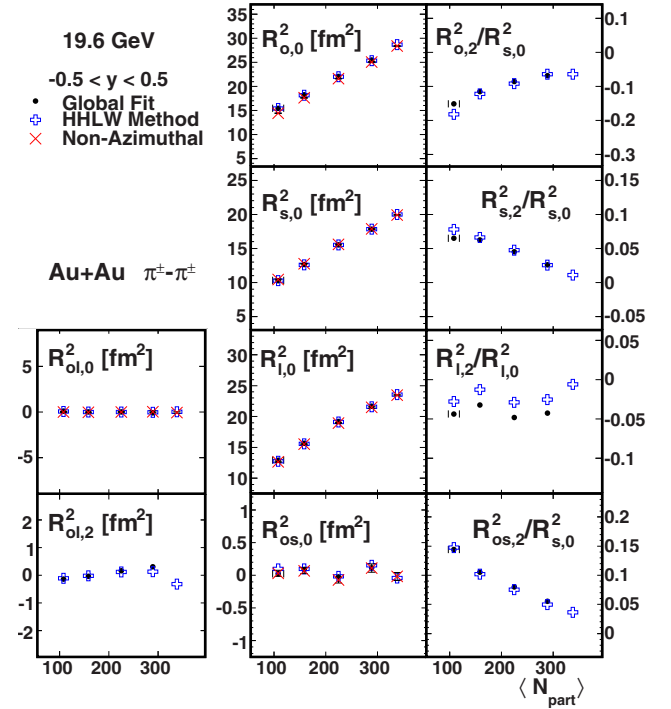 19.6 GeV
-0.5 < y < 0.5
Global Fit
HHLW Method
Non-Azimuthal
Au+Au π±-π±
R²o,0 [fm²]
35
30
25
20
15
10
5
R²o,2/R²s,0
0.1
0
-0.1
-0.2
-0.3
R²s,0 [fm²]
25
20
15
10
5
R²s,2/R²s,0
0.15
0.1
0.05
0
-0.05
R²ol,0 [fm²]
5
0
-5
R²l,0 [fm²]
30
25
20
15
10
R²l,2/R²l,0
0
-0.05
-0.1
R²ol,2 [fm²]
2
1
0
-1
-2
100 200 300
R²os,0 [fm²]
1
0.5
0
-0.5
-1
100 200 300
R²os,2/R²s,0
0.2
0.15
0.1
0.05
0
100 200 300
⟨ Npart ⟩